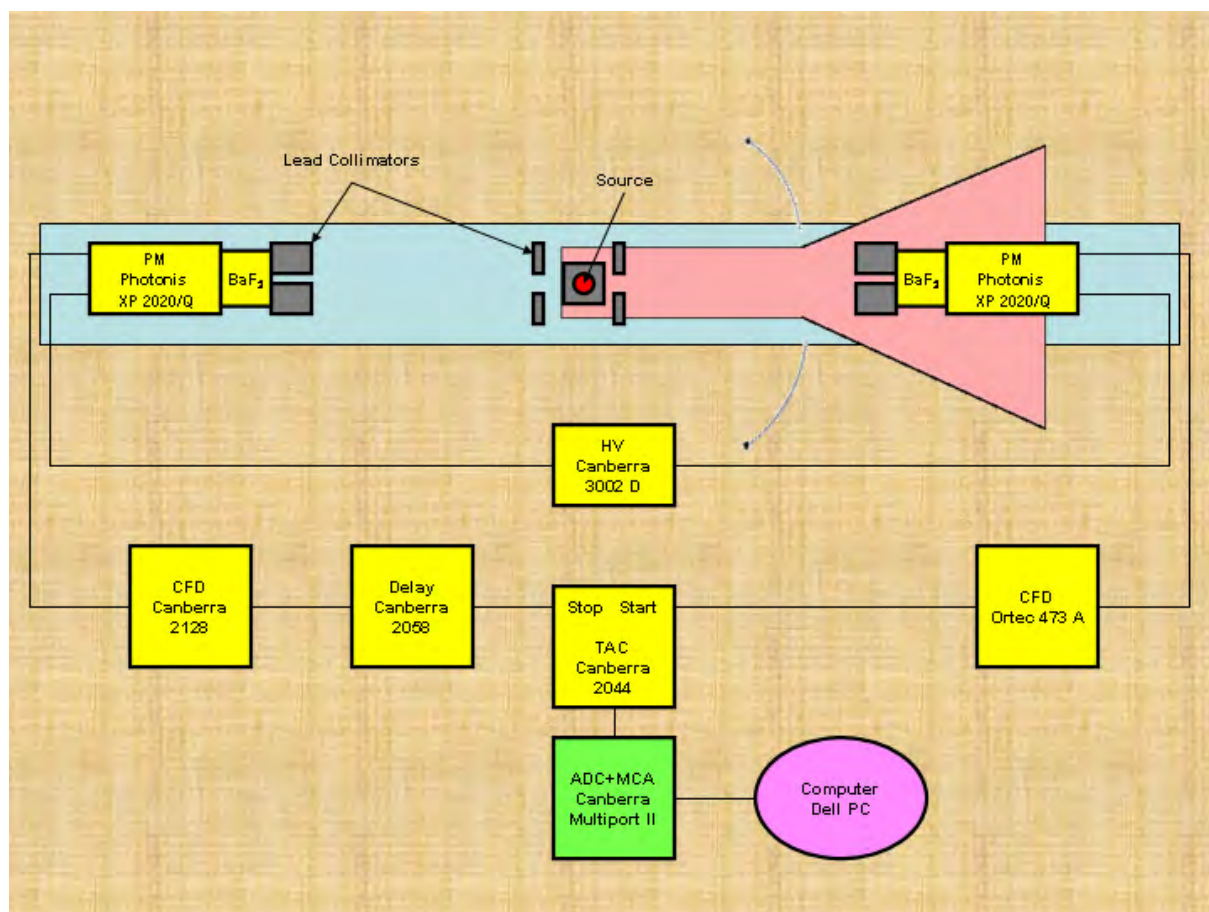 Lead Collimators
Source
PM
Photonis
XP 2020/Q
BaF₂
BaF₂
PM
Photonis
XP 2020/Q
HV
Canberra
3002 D
CFD
Canberra
2128
Delay
Canberra
2058
Stop Start
TAC
Canberra
2044
CFD
Ortec 473 A
ADC+MCA
Canberra
Multiport II
Computer
Dell PC